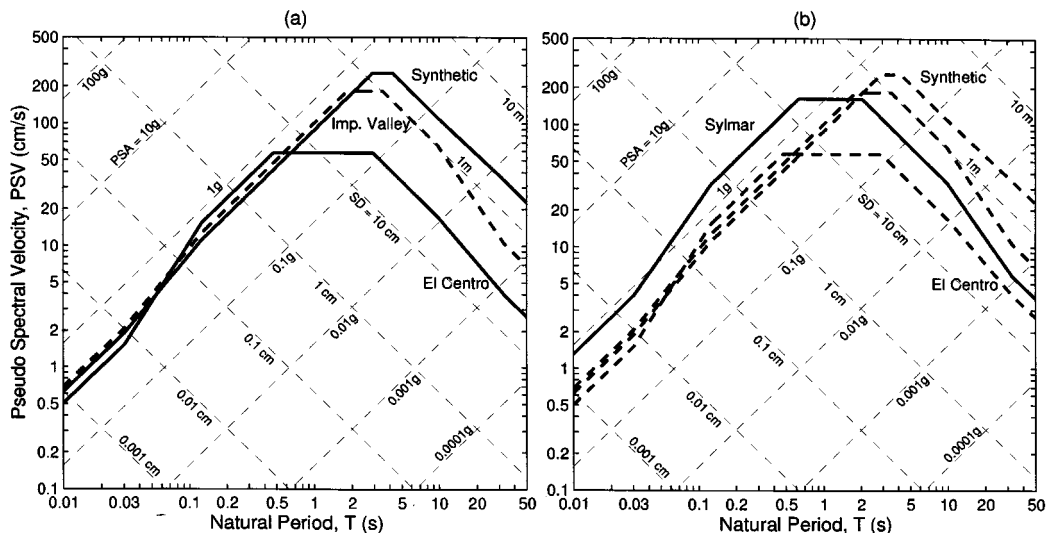 (a)
500
200
100
50
20
10
5
2
1
0.5
0.2
0.1
Pseudo Spectral Velocity, PSV (cm/s)
100g
PSA = 10g
1g
0.1g
0.01g
0.001g
0.0001g
10 m
1m
SD = 10 cm
1 cm
0.1 cm
0.01 cm
0.001 cm
Synthetic
Imp. Valley
El Centro
0.01
0.03
0.1
0.2
0.5
1
2
5
10
20
50
Natural Period, T (s)
(b)
500
200
100
50
20
10
5
2
1
0.5
0.2
0.1
100g
PSA = 10g
1g
0.1g
0.01g
0.001g
0.0001g
10 m
1m
SD = 10 cm
1 cm
0.1 cm
0.01 cm
0.001 cm
Synthetic
Sylmar
El Centro
0.01
0.03
0.1
0.2
0.5
1
2
5
10
20
50
Natural Period, T (s)